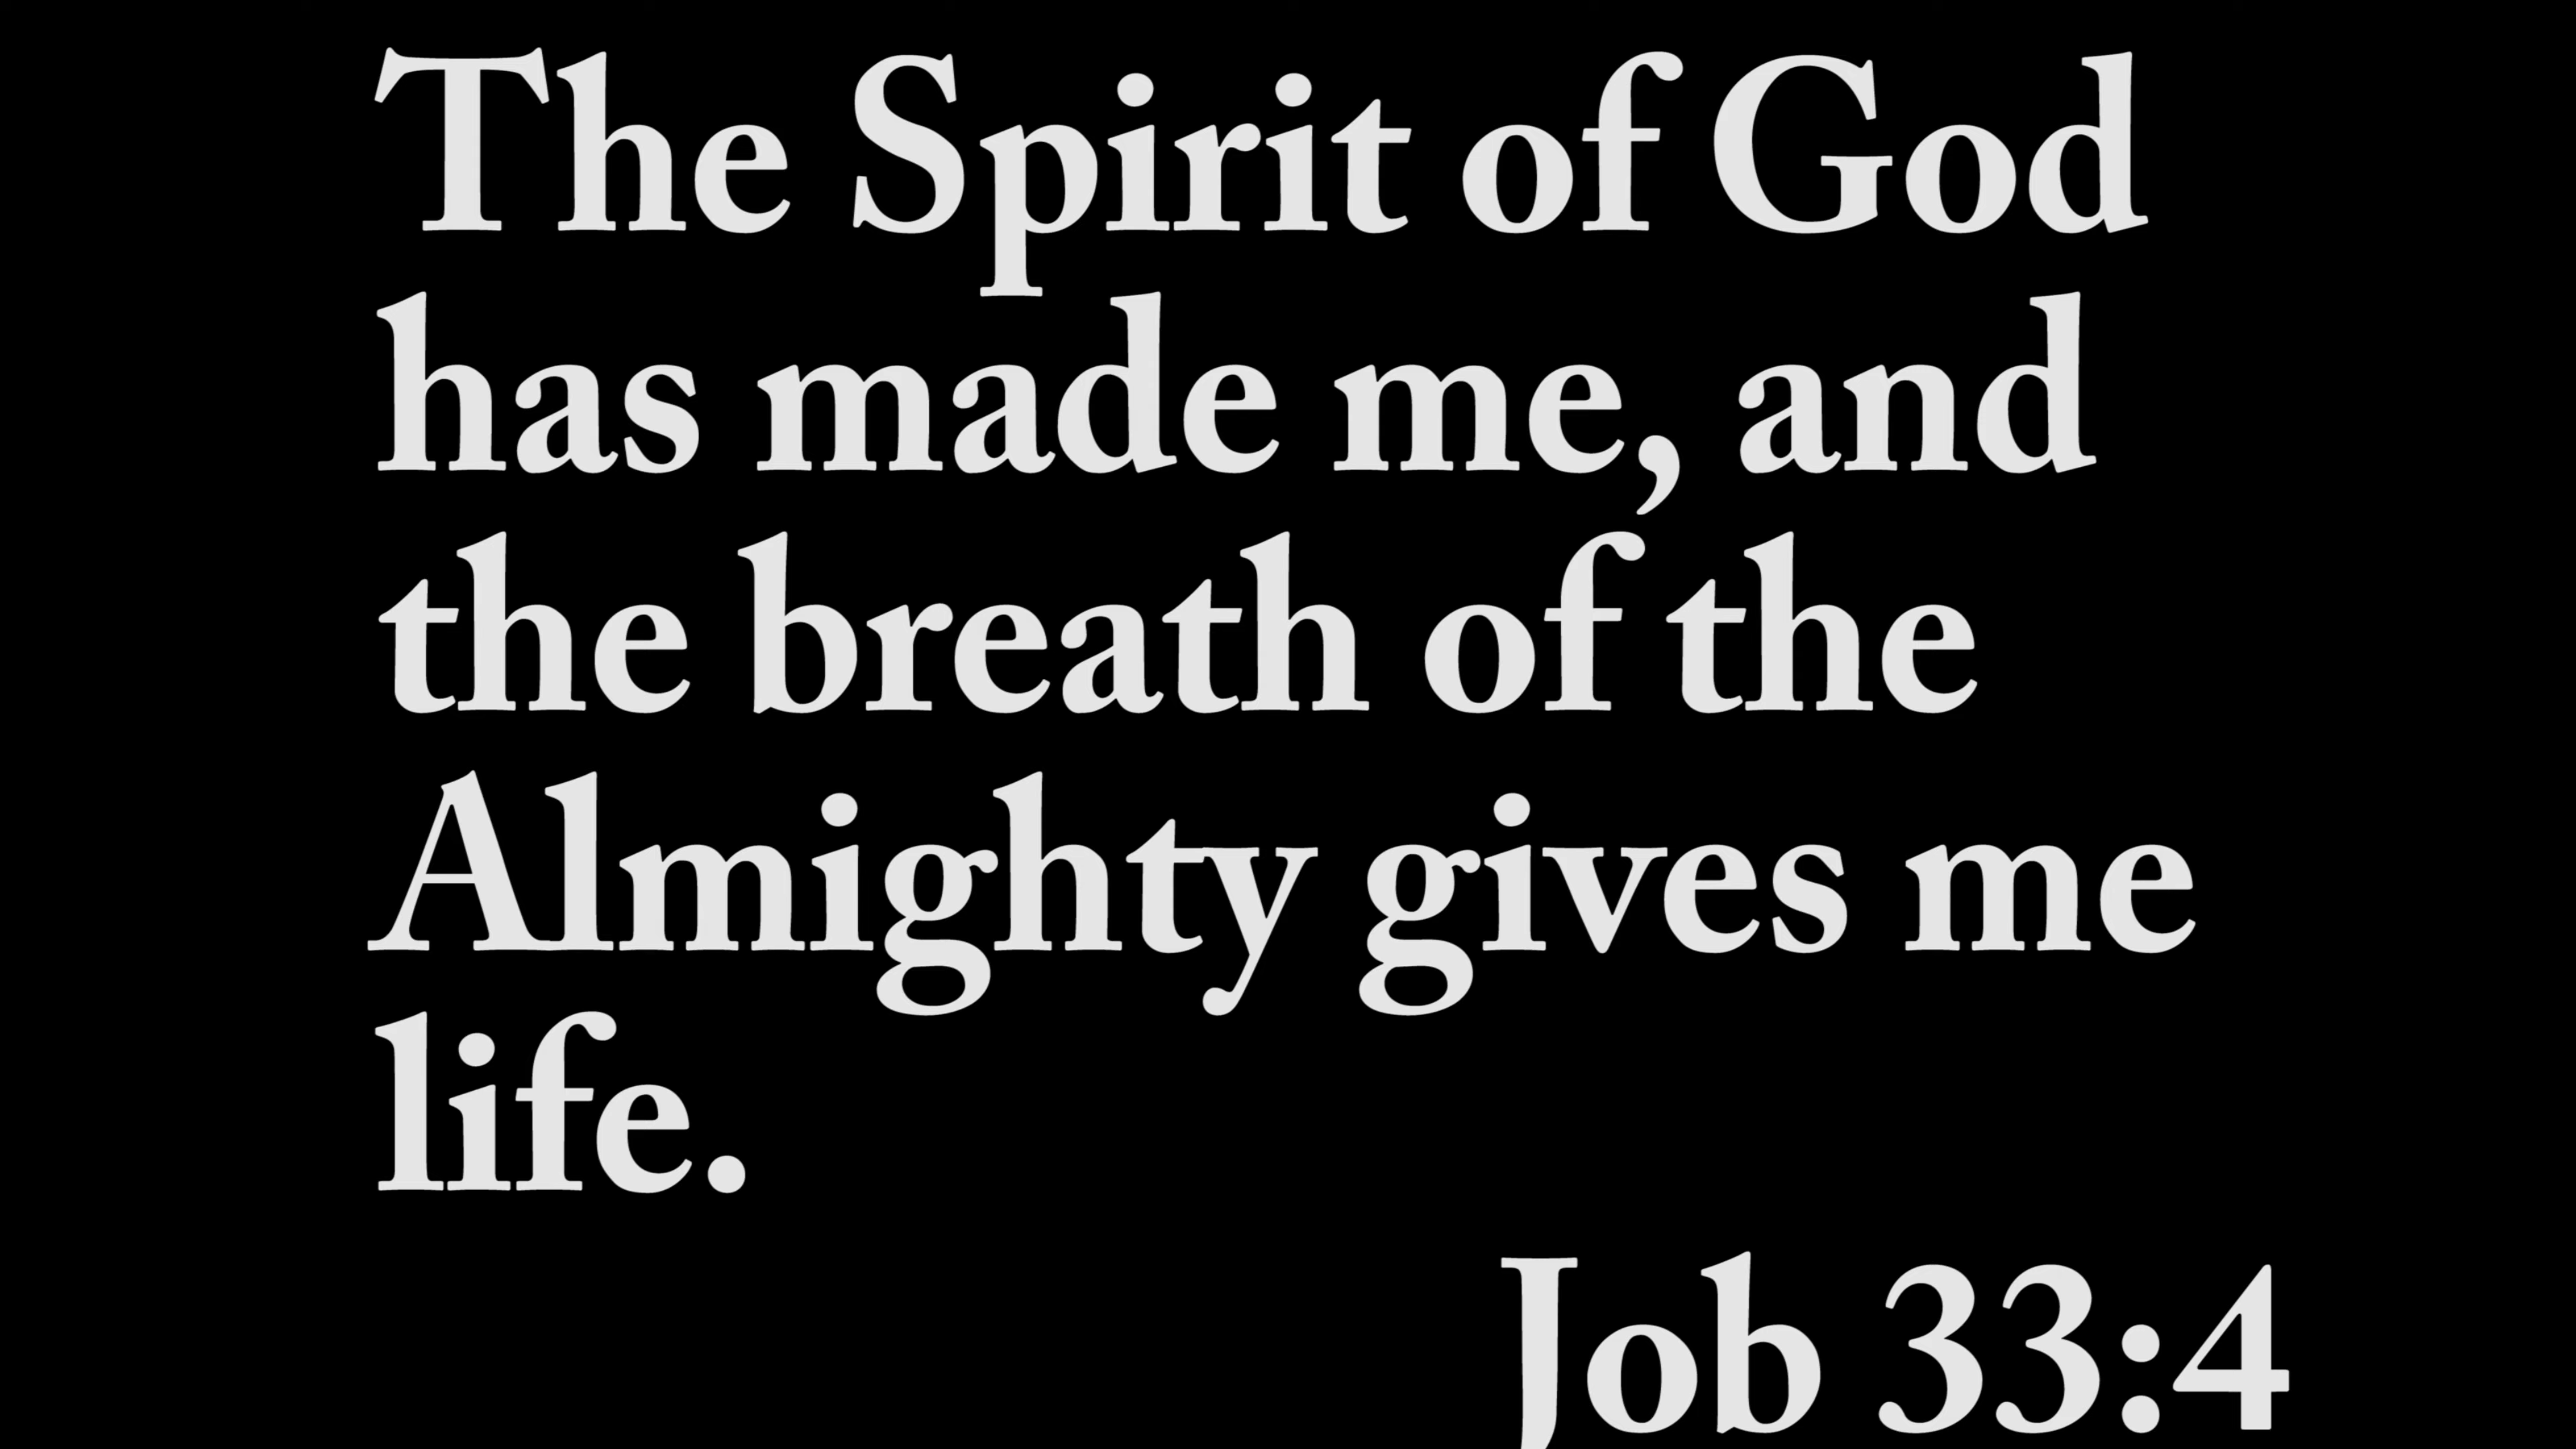 The Spirit of God
has made me, and
the breath of the
Almighty gives me
life.
Job 33:4